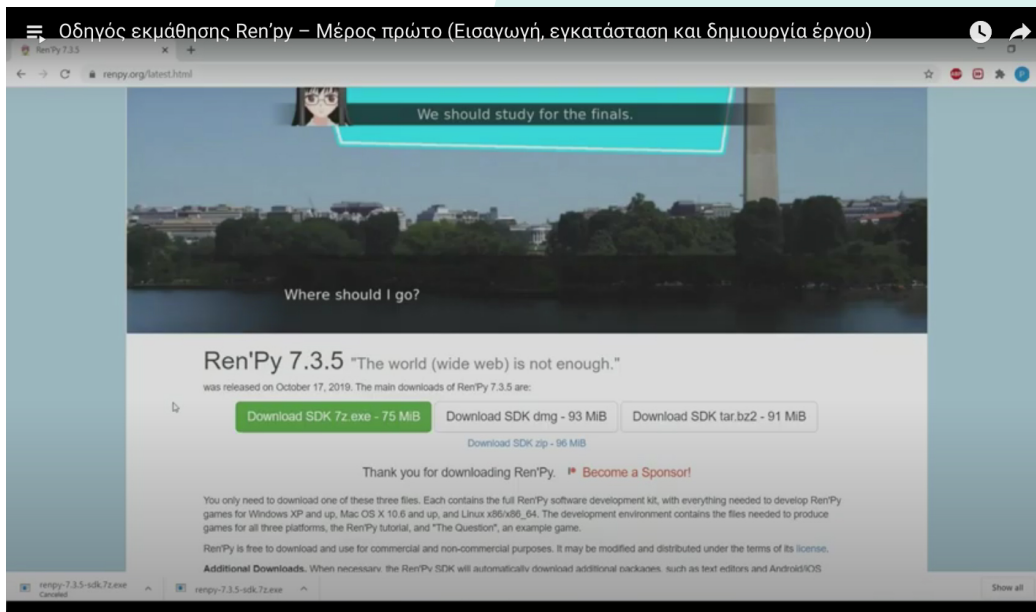 Οδηγός εκμάθησης Ren'py – Μέρος πρώτο (Εισαγωγή, εγκατάσταση και δημιουργία έργου)
Ren'Py 7.3.5
renpy.org/latest.html
We should study for the finals.
Where should I go?
Ren'Py 7.3.5 "The world (wide web) is not enough."
was released on October 17, 2019. The main downloads of Ren'Py 7.3.5 are:
Download SDK 7z.exe - 75 MiB Download SDK dmg - 93 MiB Download SDK tar.bz2 - 91 MiB
Download SDK zip - 96 MiB
Thank you for downloading Ren'Py. Become a Sponsor!
You only need to download one of these three files. Each contains the full Ren'Py software development kit, with everything needed to develop Ren'Py
games for Windows XP and up, Mac OS X 10.6 and up, and Linux x86/x86_64. The development environment contains the files needed to produce
games for all three platforms, the Ren'Py tutorial, and "The Question", an example game.
Ren'Py is free to download and use for commercial and non-commercial purposes. It may be modified and distributed under the terms of its license.
Additional Downloads. When necessary, the Ren'Py SDK will automatically download additional packages, such as text editors and Android/iOS
renpy-7.3.5-sdk.7z.exe renpy-7.3.5-sdk.7z.exe Show all
Canceled